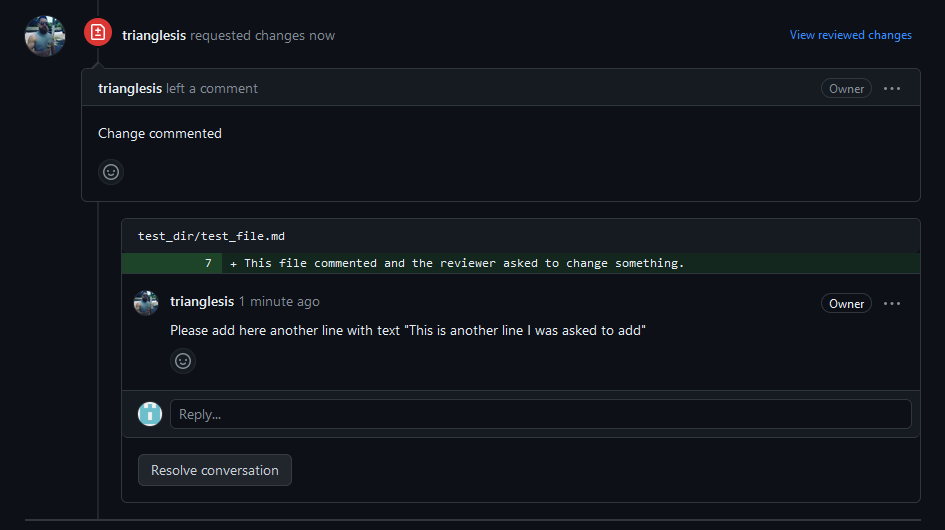 trianglesis requested changes now
View reviewed changes
trianglesis left a comment
Owner
Change commented
test_dir/test_file.md
7 + This file commented and the reviewer asked to change something.
trianglesis 1 minute ago
Owner
Please add here another line with text "This is another line I was asked to add"
Reply...
Resolve conversation